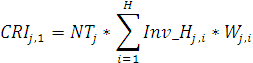 CRI_{j,1} = NT_j * \sum_{i=1}^{H} Inv\_H_{j,i} * W_{j,i}